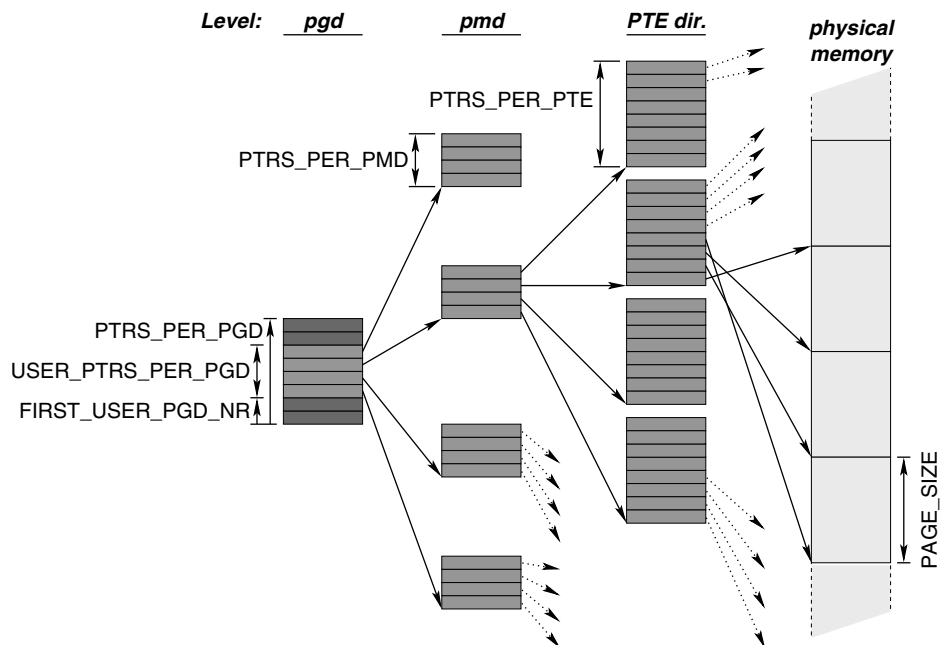 Level: pgd pmd PTE dir. physical memory
PTRS_PER_PTE
PTRS_PER_PMD
PTRS_PER_PGD
USER_PTRS_PER_PGD
FIRST_USER_PGD_NR
PAGE_SIZE